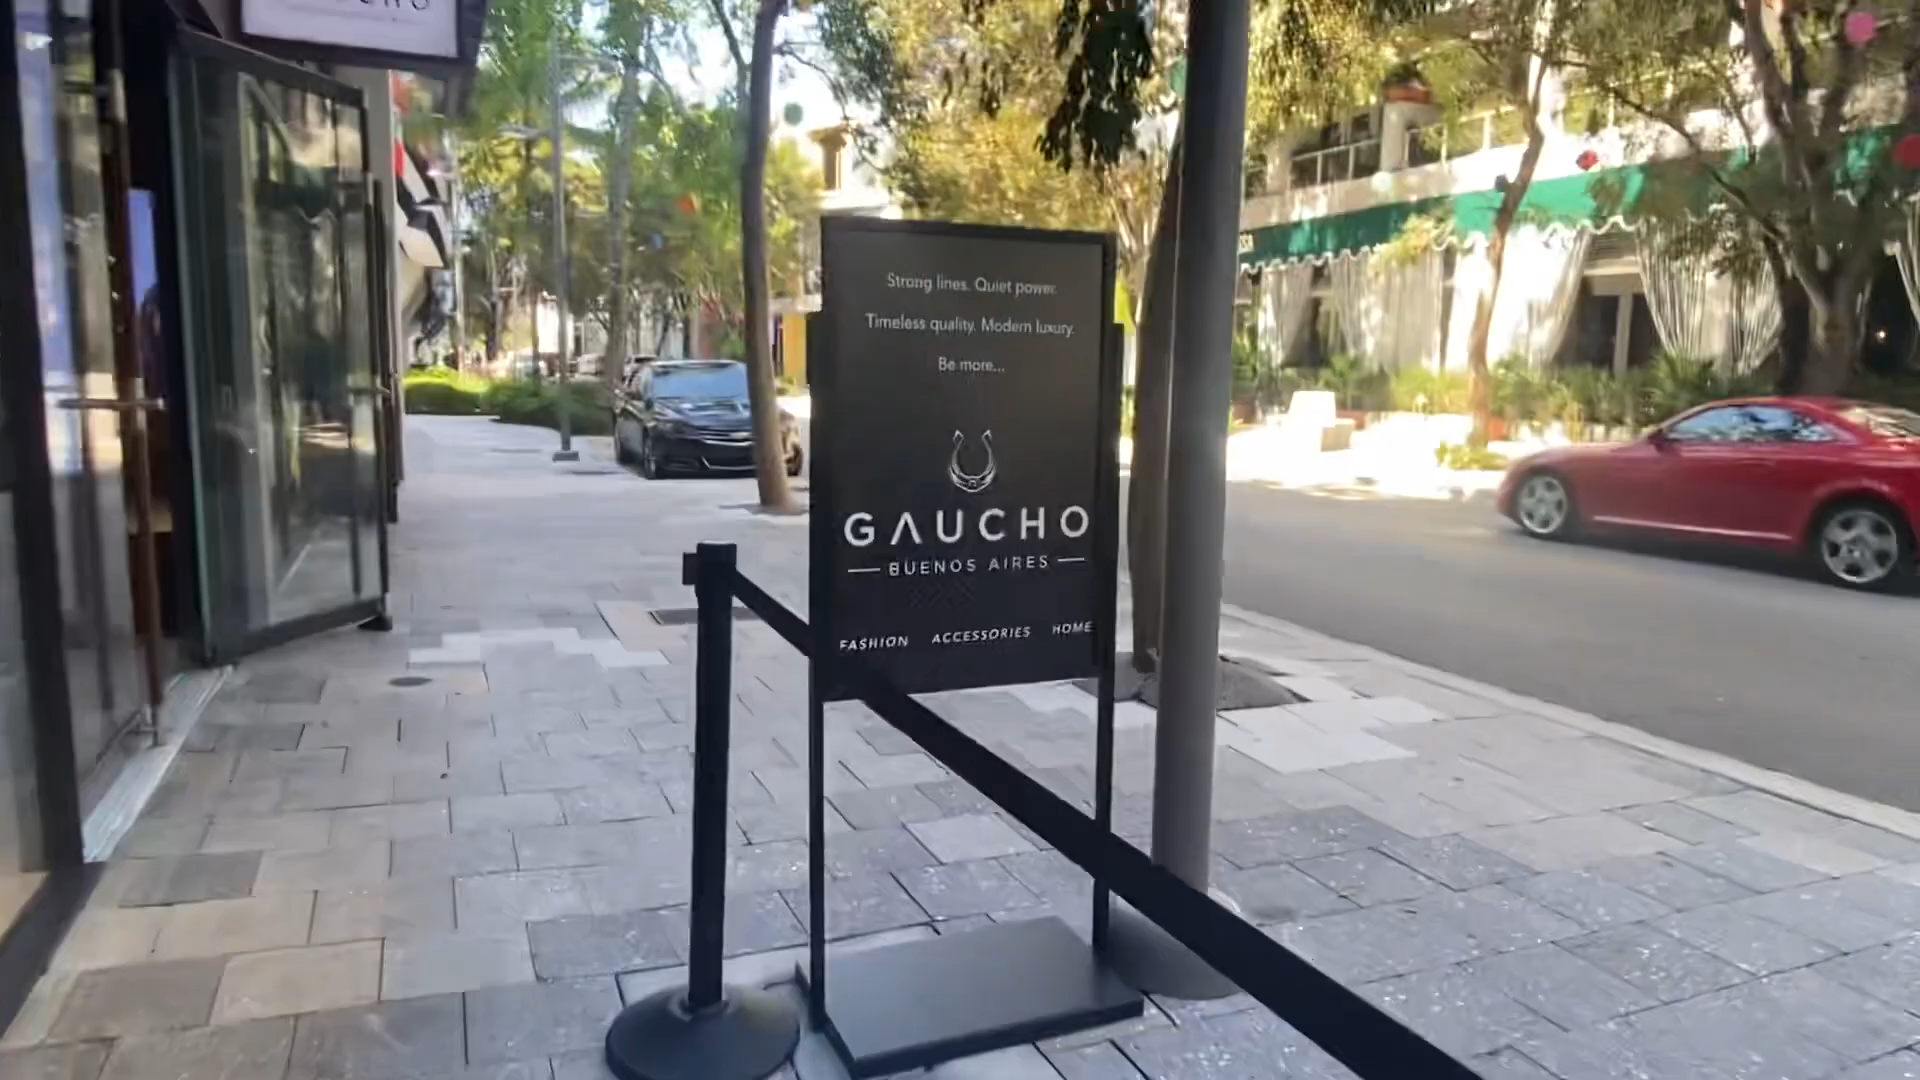 Strong lines. Quiet power.
Timeless quality. Modern luxury.
Be more...
GAUCHO
BUENOS AIRES
FASHION ACCESSORIES HOME